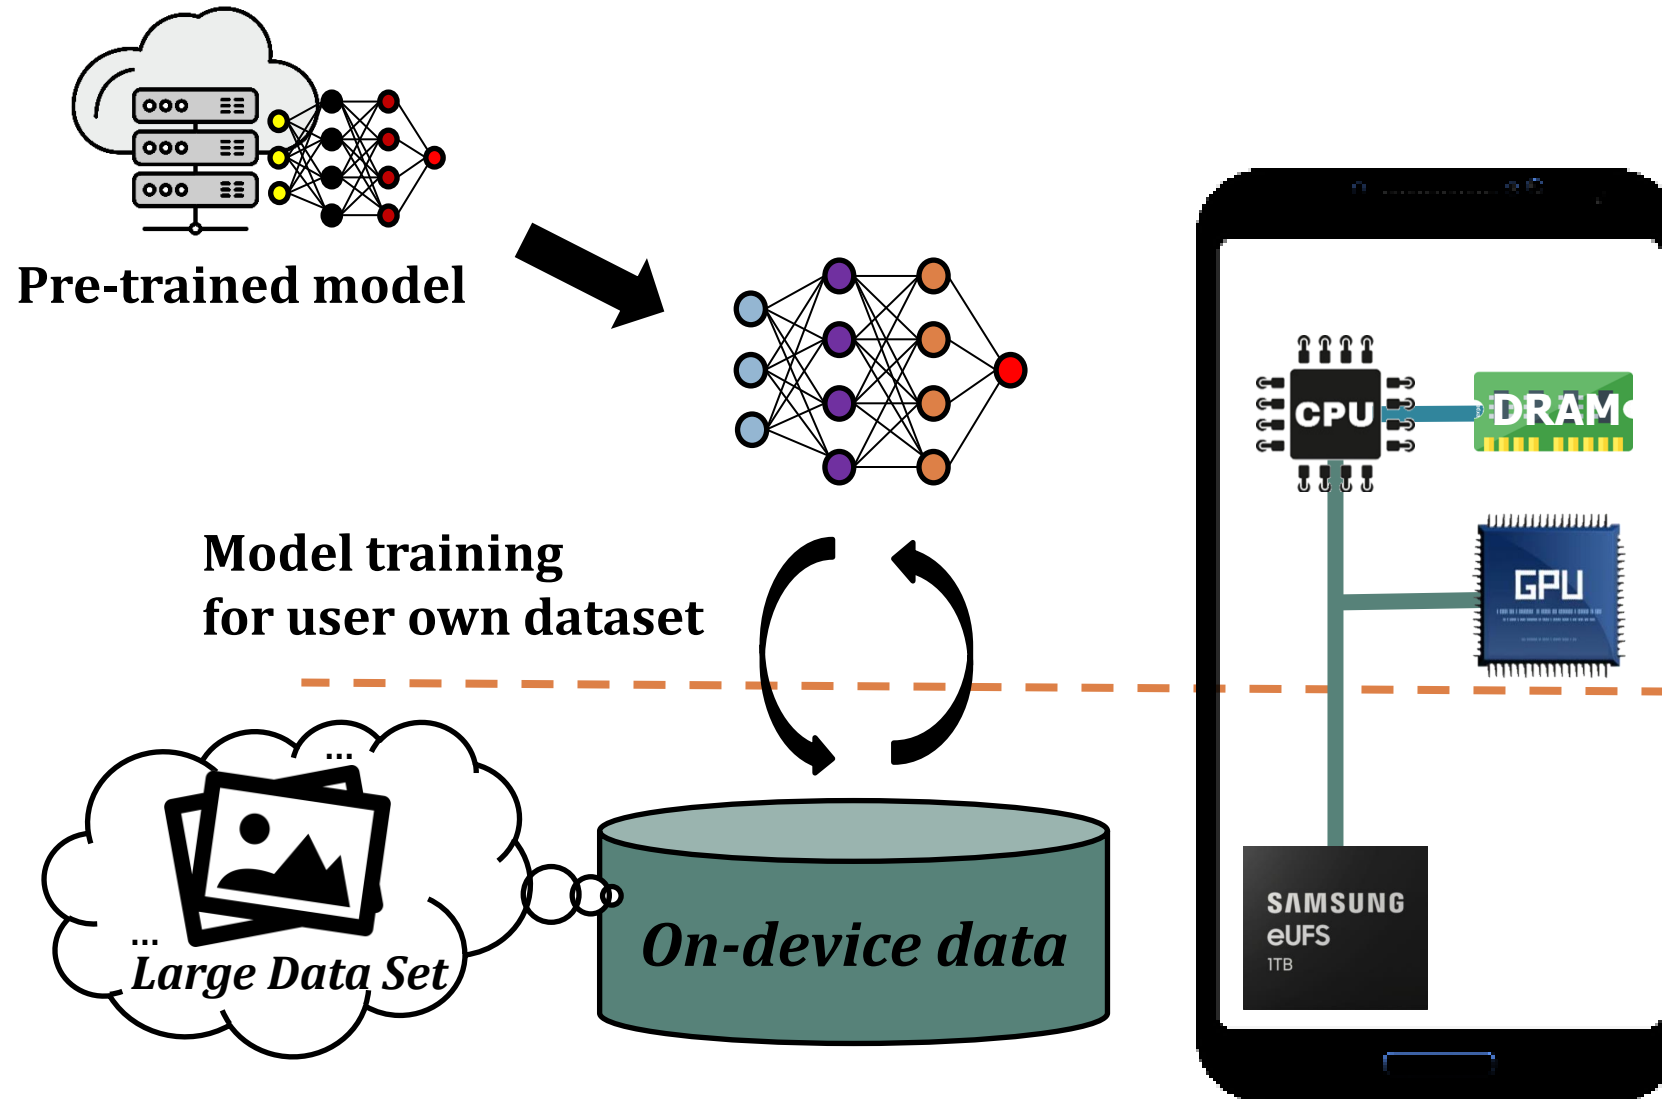 Pre-trained model
CPU
DRAM
GPU
Model training
for user own dataset
...
...
Large Data Set
On-device data
SAMSUNG
eUFS
1TB